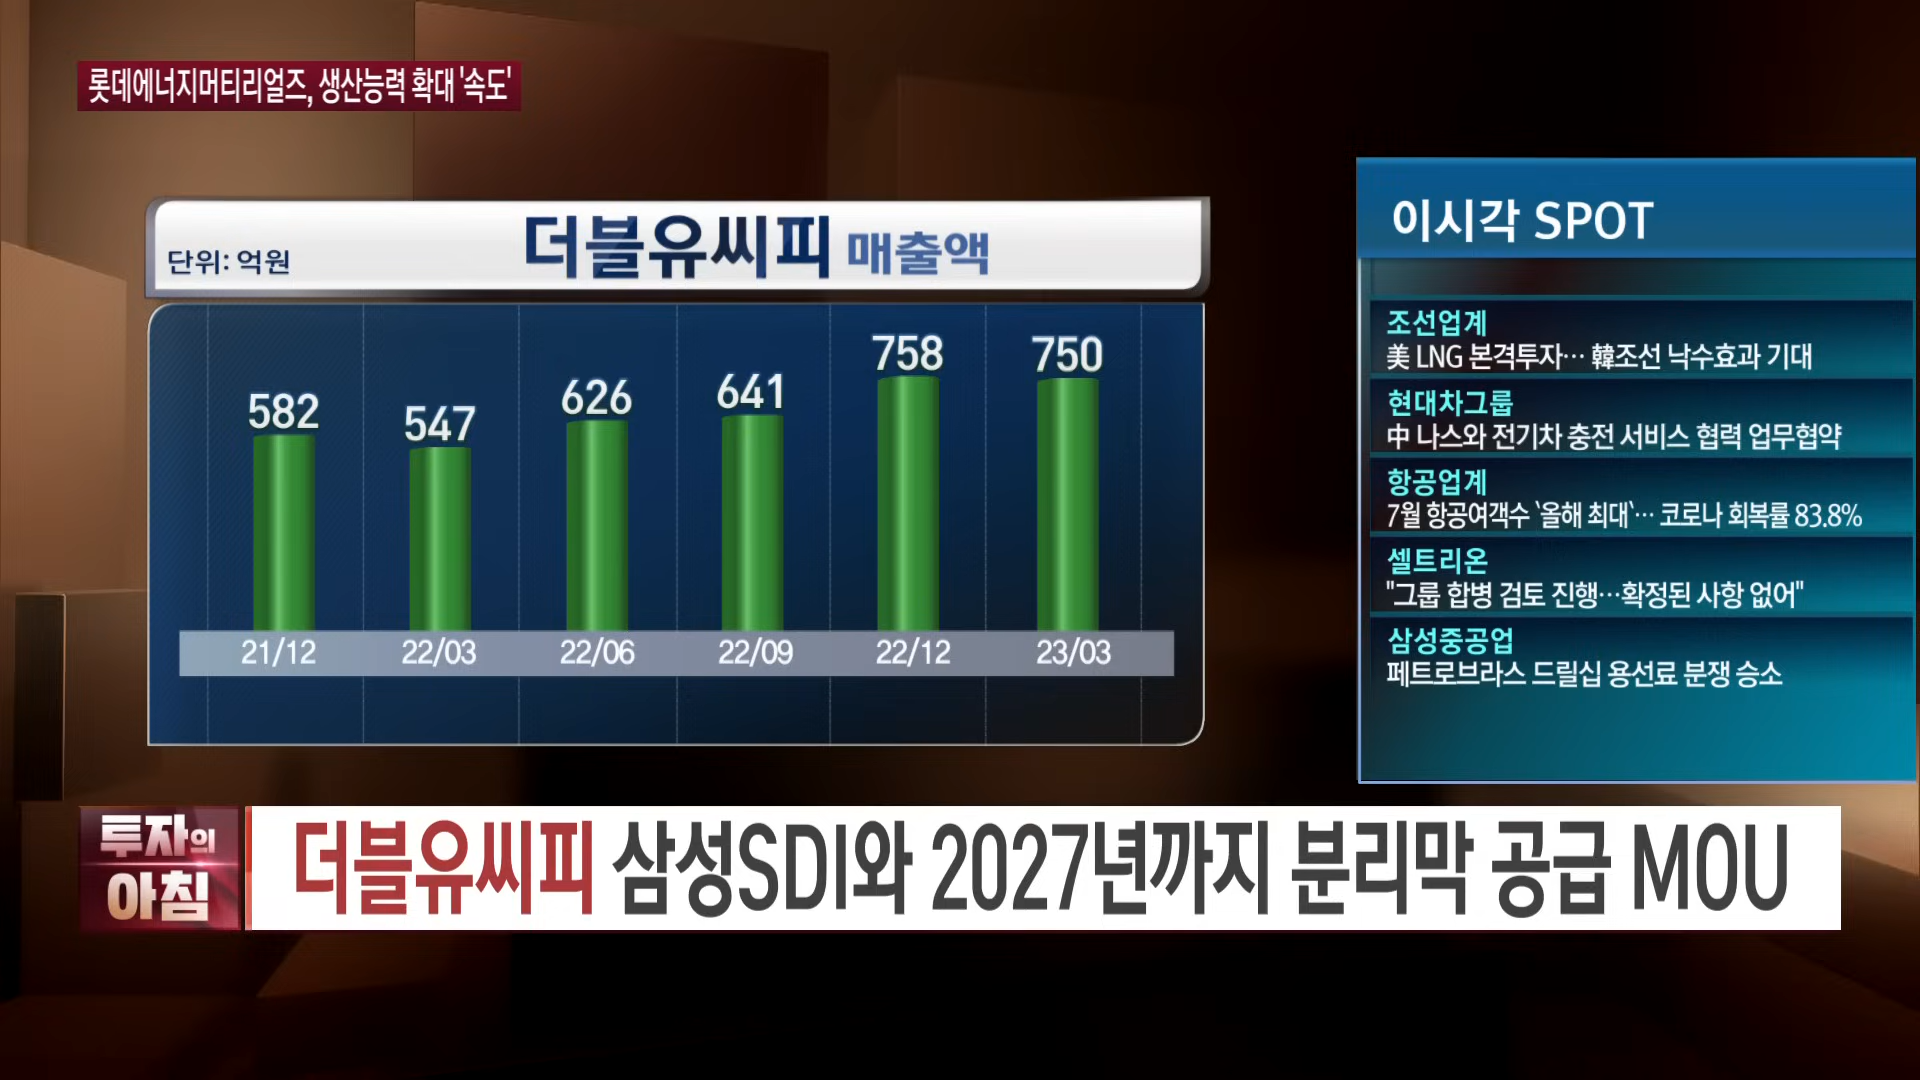 롯데에너지머티리얼즈, 생산능력 확대 '속도'
단위: 억원
더블유씨피 매출액
582
547
626
641
758
750
21/12
22/03
22/06
22/09
22/12
23/03
이시각 SPOT
조선업계
美 LNG 본격투자… 韓조선 낙수효과 기대
현대차그룹
中 나스와 전기차 충전 서비스 협력 업무협약
항공업계
7월 항공여객수 `올해 최대`… 코로나 회복률 83.8%
셀트리온
"그룹 합병 검토 진행…확정된 사항 없어"
삼성중공업
페트로브라스 드릴십 용선료 분쟁 승소
투자의
아침
더블유씨피 삼성SDI와 2027년까지 분리막 공급 MOU